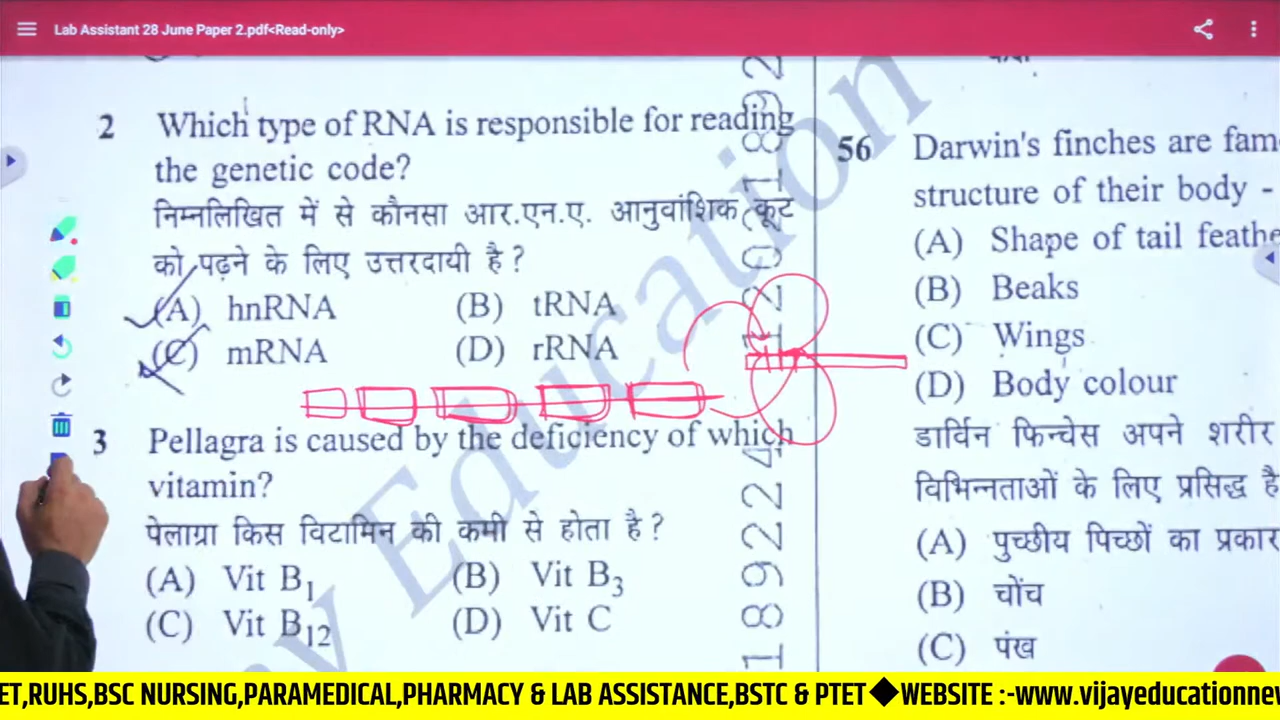 Lab Assistant 28 June Paper 2.pdf<Read-only>
2 Which type of RNA is responsible for reading
the genetic code?
निम्नलिखित में से कौनसा आर.एन.ए. आनुवांशिक कूट
को पढ़ने के लिए उत्तरदायी है?
(A) hnRNA (B) tRNA
(C) mRNA (D) rRNA
3 Pellagra is caused by the deficiency of which
vitamin?
पेलाग्रा किस विटामिन की कमी से होता है?
(A) Vit B1 (B) Vit B3
(C) Vit B12 (D) Vit C
56 Darwin's finches are fam
structure of their body -
(A) Shape of tail feathe
(B) Beaks
(C) Wings
(D) Body colour
डार्विन फिन्चेस अपने शरीर
विभिन्नताओं के लिए प्रसिद्ध है
(A) पुच्छीय पिच्छों का प्रकार
(B) चोंच
(C) पंख
Education
ET,RUHS,BSC NURSING,PARAMEDICAL,PHARMACY & LAB ASSISTANCE,BSTC & PTET◆WEBSITE :-www.vijayeducationnew